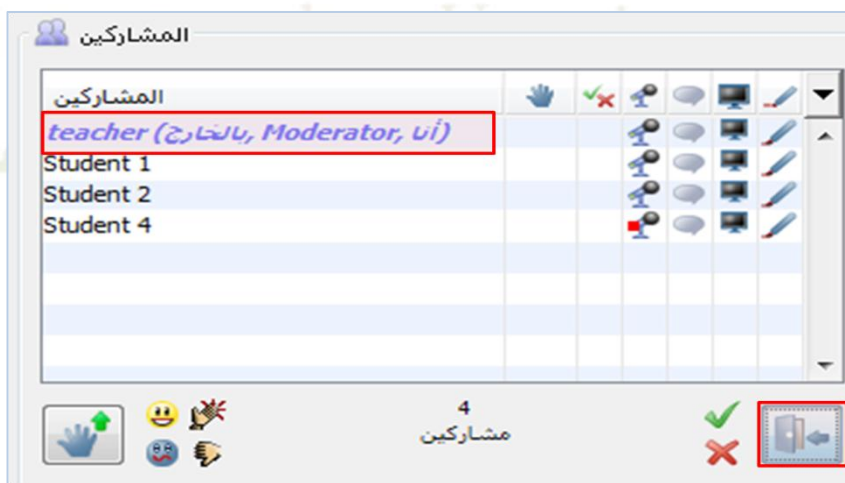 المشاركين
المشاركين
teacher (بالخارج, Moderator, أنا)
Student 1
Student 2
Student 4
4
مشاركين